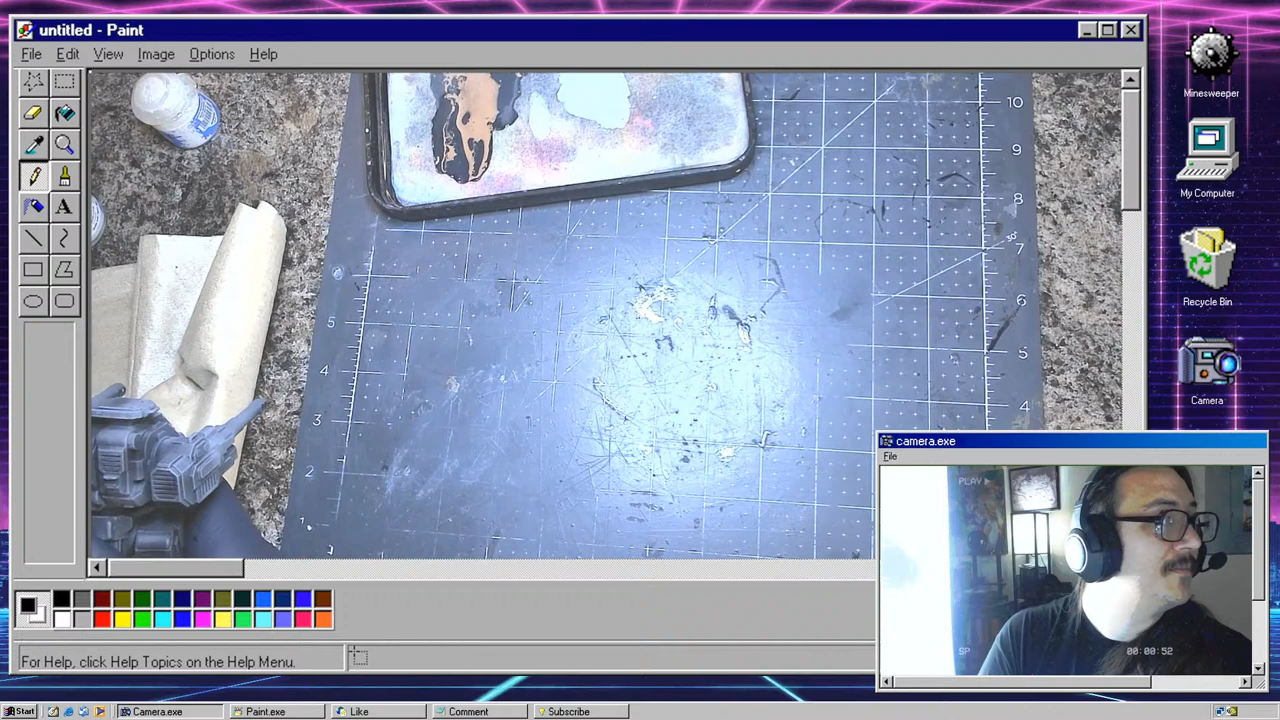 untitled - Paint
File Edit View Image Options Help
10
9
8
7
6
5
4
5
4
3
2
1
Minesweeper
My Computer
Recycle Bin
Camera
camera.exe
File
PLAY
SP 00:00:52
For Help, click Help Topics on the Help Menu.
Start Camera.exe Paint.exe Like Comment Subscribe